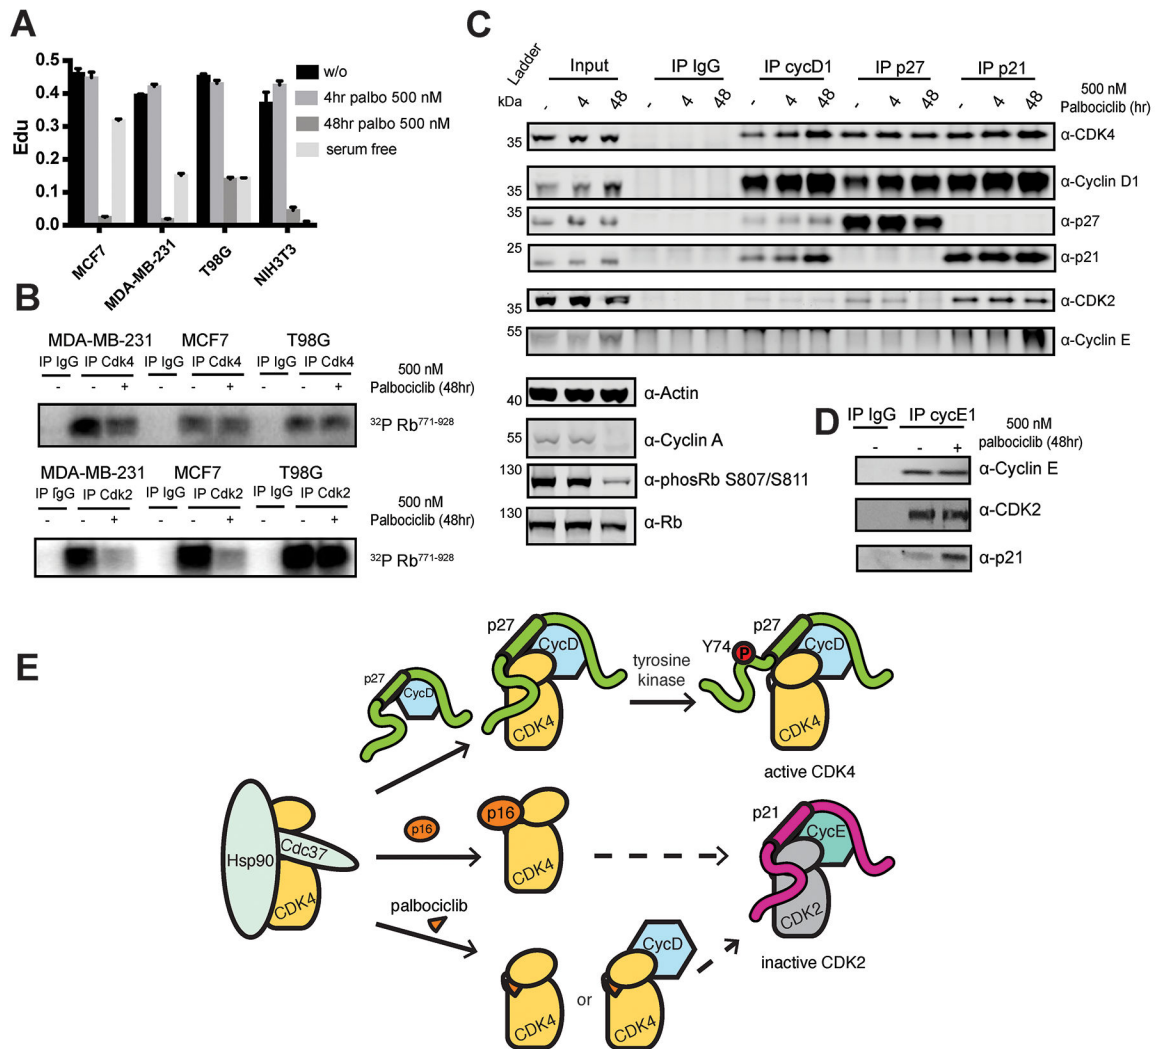 A
Edu
0.5
0.4
0.3
0.2
0.1
0.0
w/o
4hr palbo 500 nM
48hr palbo 500 nM
serum free
MCF7
MDA-MB-231
T98G
NIH3T3
B
MDA-MB-231 MCF7 T98G
IP IgG IP Cdk4 IP IgG IP Cdk4 IP IgG IP Cdk4
500 nM
- - + - - + - - + Palbociclib (48hr)
³²P Rb⁷⁷¹⁻⁹²⁸
MDA-MB-231 MCF7 T98G
IP IgG IP Cdk2 IP IgG IP Cdk2 IP IgG IP Cdk2
500 nM
- - + - - + - - + Palbociclib (48hr)
³²P Rb⁷⁷¹⁻⁹²⁸
C
Ladder
Input IP IgG IP cycD1 IP p27 IP p21
500 nM
kDa - 4 48 - 4 48 - 4 48 - 4 48 - 4 48 Palbociclib (hr)
35 α-CDK4
35 α-Cyclin D1
35 α-p27
25 α-p21
35 α-CDK2
55 α-Cyclin E
40 α-Actin
55 α-Cyclin A
130 α-phosRb S807/S811
130 α-Rb
D
IP IgG IP cycE1
500 nM
- - + palbociclib (48hr)
α-Cyclin E
α-CDK2
α-p21
E
Hsp90
Cdc37
CDK4
p27
CycD
p27
CycD
CDK4
tyrosine
kinase
Y74
P
p27
CycD
CDK4
active CDK4
p16
p16
CDK4
p21
CycE
CDK2
inactive CDK2
palbociclib
CDK4
or
CycD
CDK4